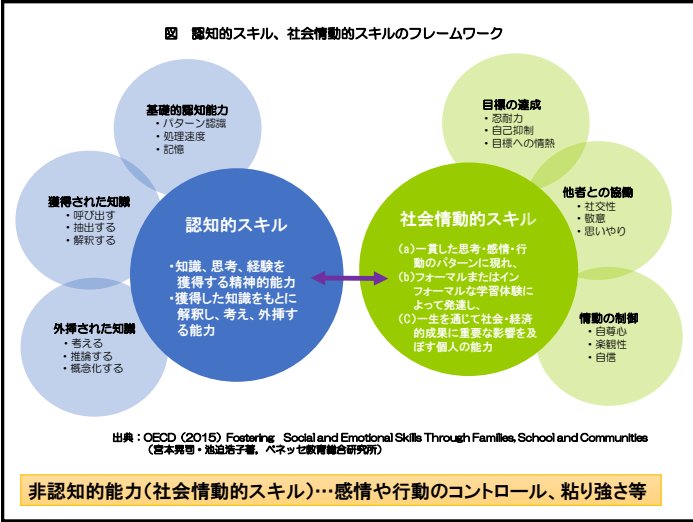 図　認知的スキル、社会情動的スキルのフレームワーク
基礎的認知能力
・パターン認識
・処理速度
・記憶
獲得された知識
・呼び出す
・抽出する
・解釈する
外挿された知識
・考える
・推論する
・概念化する
認知的スキル
・知識、思考、経験を
獲得する精神的能力
・獲得した知識をもとに
解釈し、考え、外挿す
る能力
社会情動的スキル
(a)一貫した思考・感情・行
動のパターンに現れ、
(b)フォーマルまたはイン
フォーマルな学習体験に
よって発達し、
(C)一生を通じて社会・経済
的成果に重要な影響を及
ぼす個人の能力
目標の達成
・忍耐力
・自己抑制
・目標への情熱
他者との協働
・社交性
・敬意
・思いやり
情動の制御
・自尊心
・楽観性
・自信
出典：OECD（2015）Fostering　Social and Emotional Skills Through Families, School and Communities
（宮本晃司・池迫浩子著，ベネッセ教育総合研究所）
非認知的能力（社会情動的スキル）…感情や行動のコントロール、粘り強さ等